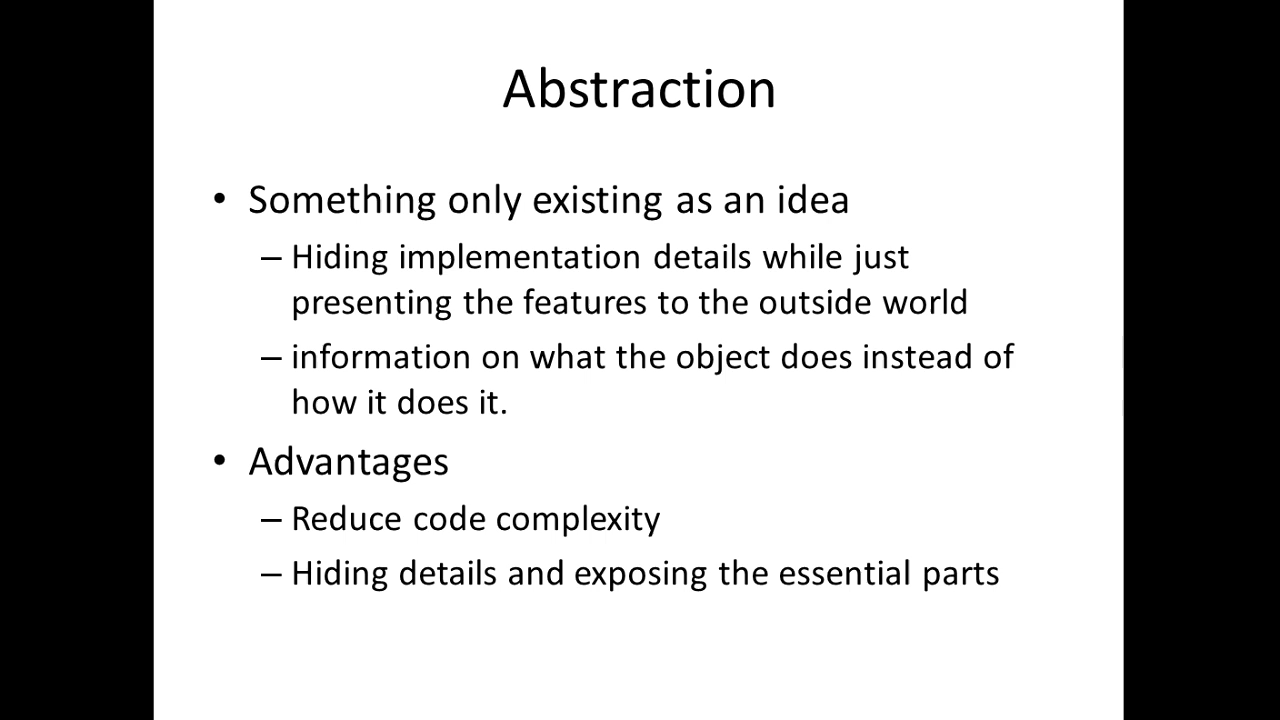 Abstraction
• Something only existing as an idea
– Hiding implementation details while just
presenting the features to the outside world
– information on what the object does instead of
how it does it.
• Advantages
– Reduce code complexity
– Hiding details and exposing the essential parts